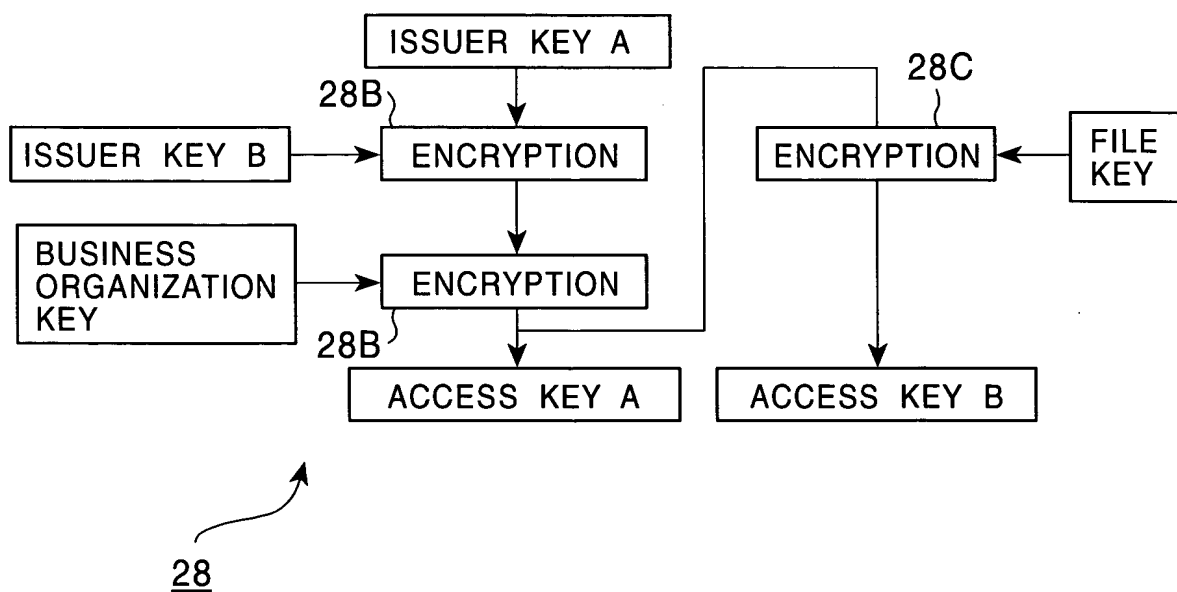 ISSUER KEY A
28B
28C
ISSUER KEY B
ENCRYPTION
ENCRYPTION
FILE
KEY
BUSINESS
ORGANIZATION
KEY
ENCRYPTION
28B
ACCESS KEY A
ACCESS KEY B
28